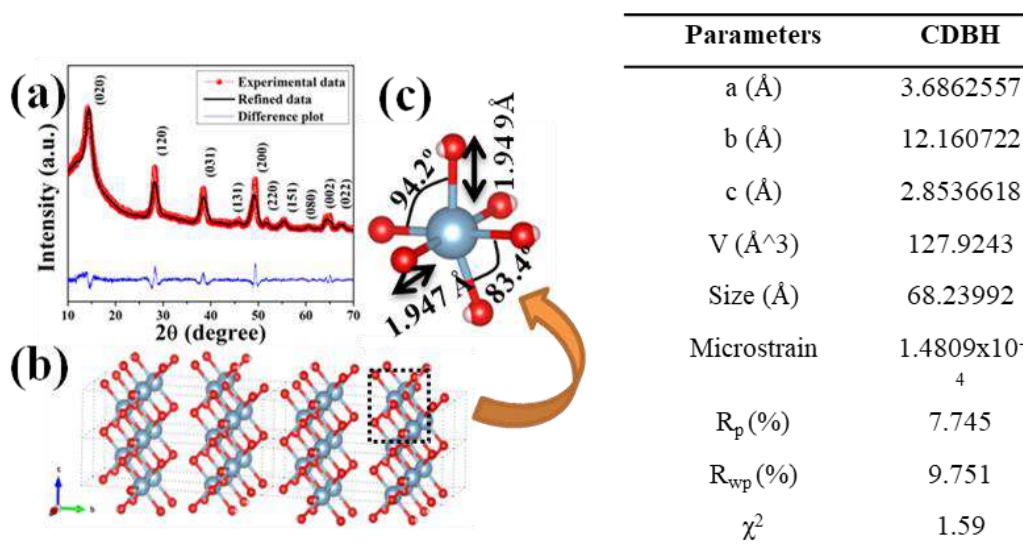 (a)
(020)
(120)
(031)
(200)
(131)
(220)
(151)
(080)
(002)
(022)
Experimental data
Refined data
Difference plot
Intensity (a.u.)
10 20 30 40 50 60 70
2θ (degree)
(c)
1.949Å
94.2°
83.4°
1.947 Å
(b)
c
b
Parameters CDBH
a (Å) 3.6862557
b (Å) 12.160722
c (Å) 2.8536618
V (Å^3) 127.9243
Size (Å) 68.23992
Microstrain 1.4809x10-
4
Rp (%) 7.745
Rwp (%) 9.751
χ2 1.59